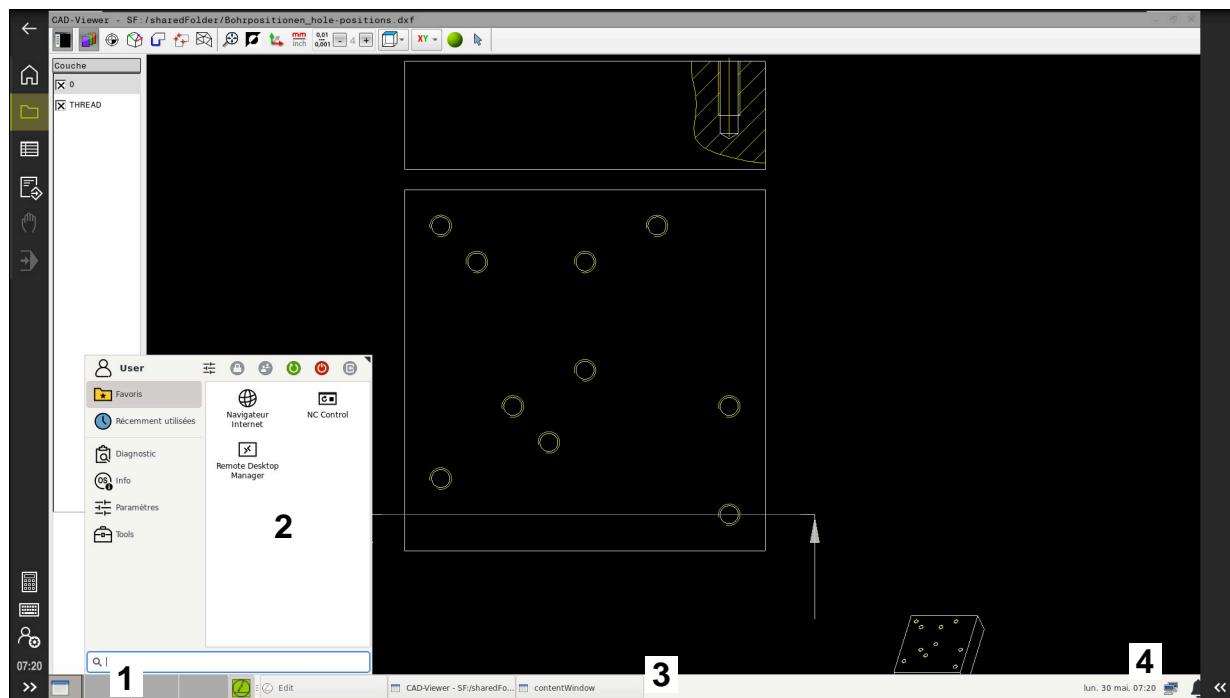 CAD-Viewer - SF:/sharedFolder/Bohrpositionen_hole-positions.dxf
mm
inch
0,01
0,001
4
XY
Couche
0
THREAD
User
Favoris
Récemment utilisées
Diagnostic
Info
Paramètres
Tools
Navigateur
Internet
NC Control
Remote Desktop
Manager
OS
2
07:20
1
3
4
Edit
CAD-Viewer - SF:/sharedFo...
contentWindow
lun. 30 mai, 07:20